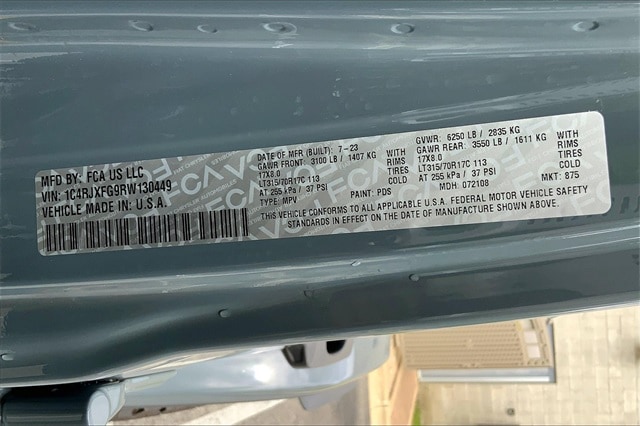 MFD BY: FCA US LLC
VIN: 1C4RJXFG9RW130449
VEHICLE MADE IN U.S.A.
DATE OF MFR (BUILT): 7-23 GVWR: 6250 LB / 2835 KG
GAWR FRONT: 3100 LB / 1407 KG WITH GAWR REAR: 3550 LB / 1611 KG WITH
17X8.0 RIMS 17X8.0 RIMS
LT315/70R17C 113 TIRES LT315/70R17C 113 TIRES
AT 255 kPa / 37 PSI COLD AT 255 kPa / 37 PSI COLD
TYPE: MPV PAINT: PDS MDH: 072108 MKT: 875
THIS VEHICLE CONFORMS TO ALL APPLICABLE U.S.A. FEDERAL MOTOR VEHICLE SAFETY
STANDARDS IN EFFECT ON THE DATE OF MANUFACTURE SHOWN ABOVE.